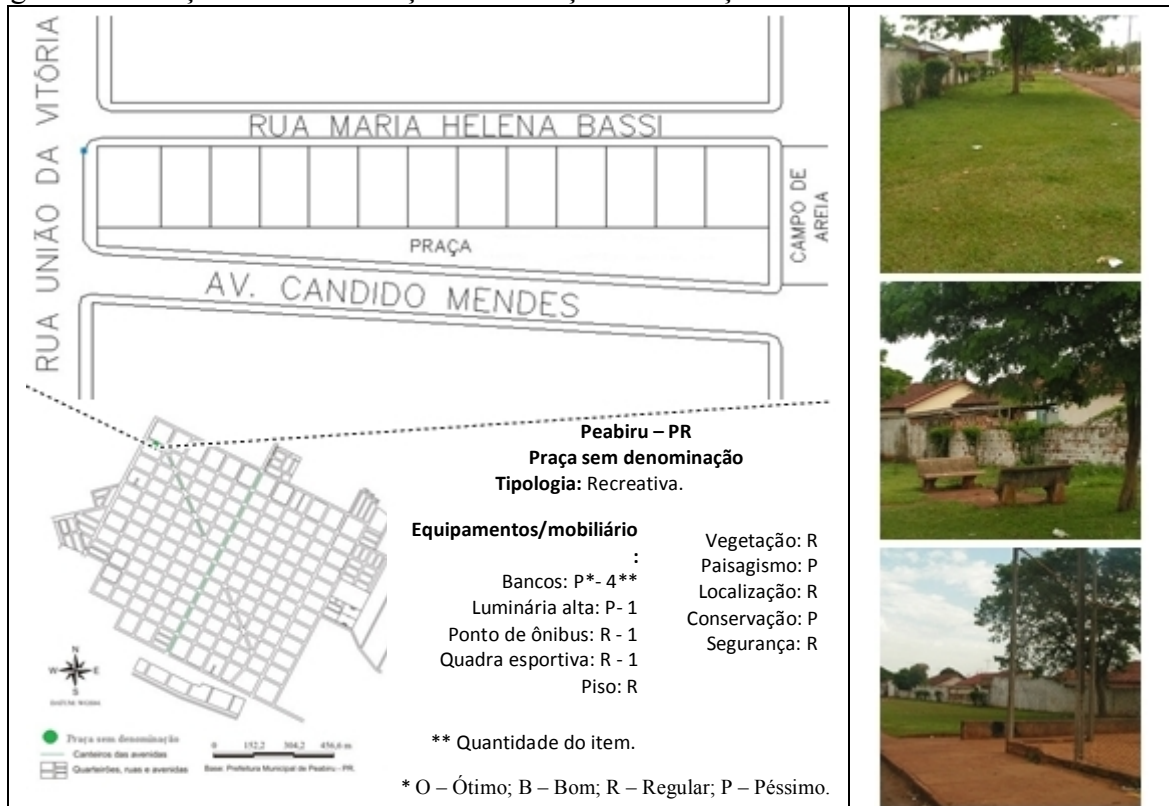 RUA UNIÃO DA VITÓRIA
RUA MARIA HELENA BASSI
CAMPO DE
AREIA
PRAÇA
AV. CANDIDO MENDES
Peabiru – PR
Praça sem denominação
Tipologia: Recreativa.
Equipamentos/mobiliário
:
Bancos: P*- 4**
Luminária alta: P- 1
Ponto de ônibus: R - 1
Quadra esportiva: R - 1
Piso: R
Vegetação: R
Paisagismo: P
Localização: R
Conservação: P
Segurança: R
N
W E
S
Praça sem denominação
Canteiros das avenidas
Quarteirões, ruas e avenidas
0 152,2 304,2 456,6 m
Base: Prefeitura Municipal de Peabiru - PR.
** Quantidade do item.
* O – Ótimo; B – Bom; R – Regular; P – Péssimo.